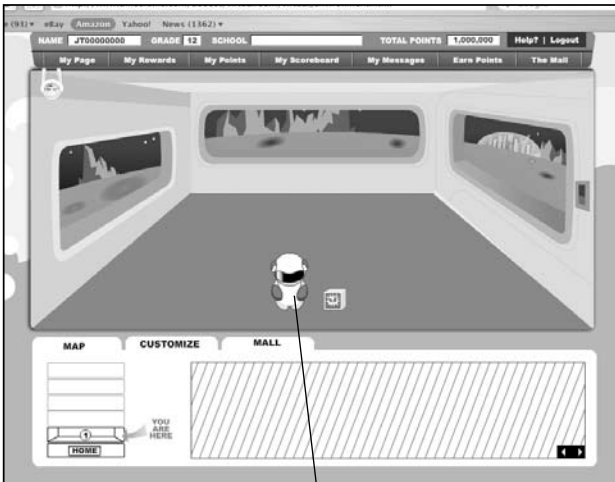 (93) ▾ eBay Amazon Yahoo! News (1362) ▾
NAME JT00000000 GRADE 12 SCHOOL TOTAL POINTS 1,000,000 Help? | Logout
My Page My Rewards My Points My Scoreboard My Messages Earn Points The Mall
MAP CUSTOMIZE MALL
YOU
ARE
HERE
1
HOME